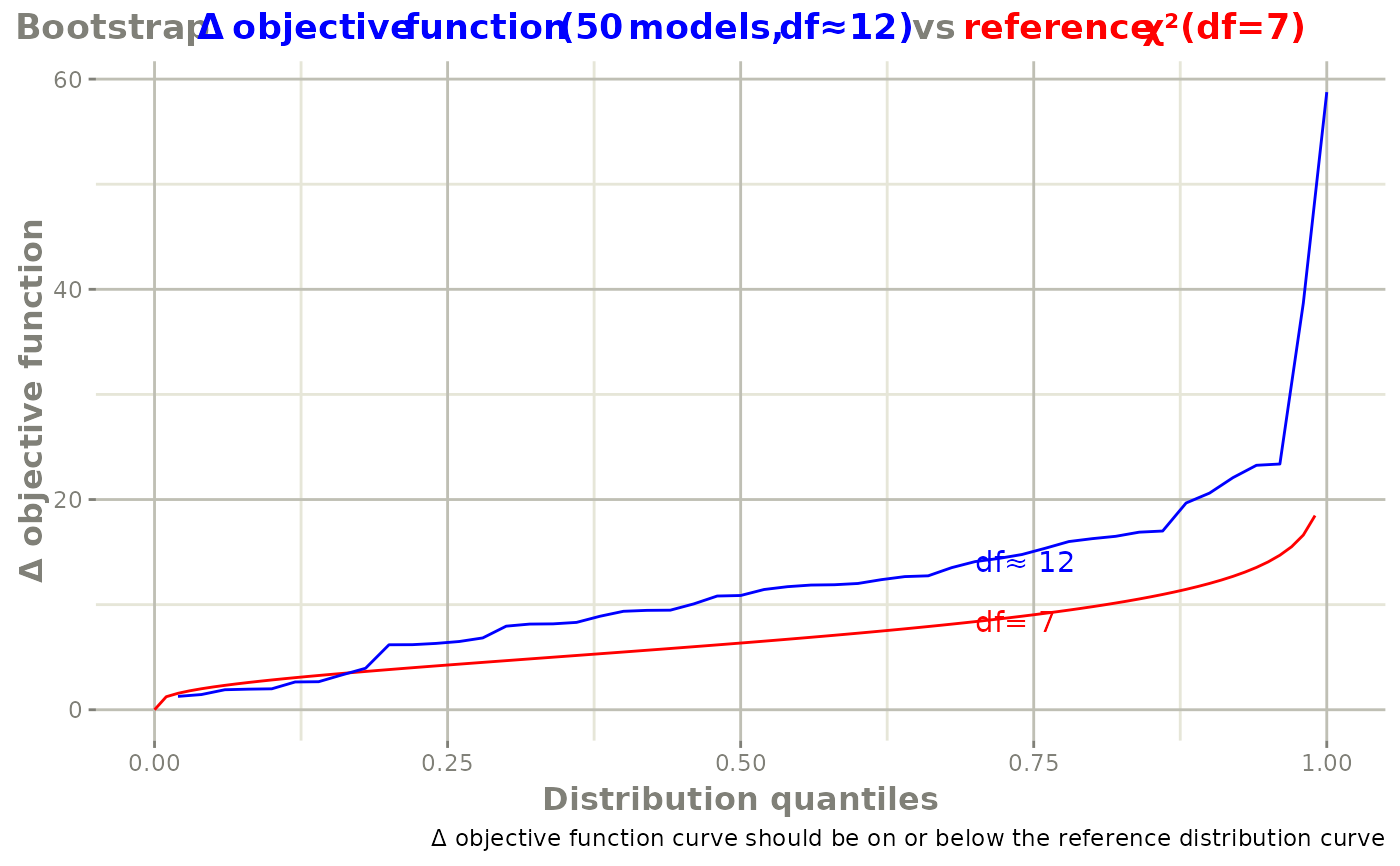 Bootstrap Δ objective function (50 models, df≈12) vs reference χ²(df=7)
60
40
20
0
Δ objective function
df≈ 12
df= 7
0.00 0.25 0.50 0.75 1.00
Distribution quantiles
Δ objective function curve should be on or below the reference distribution curve